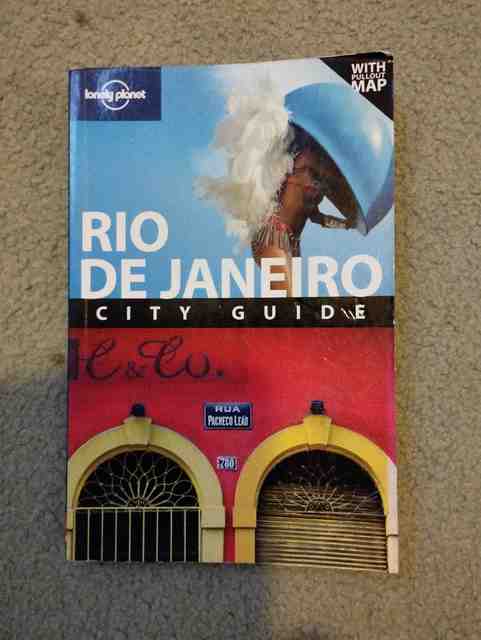 lonely planet
WITH
PULLOUT
MAP
RIO
DE JANEIRO
CITY GUIDE
& Co.
RUA
PACHECO LEÃO
780